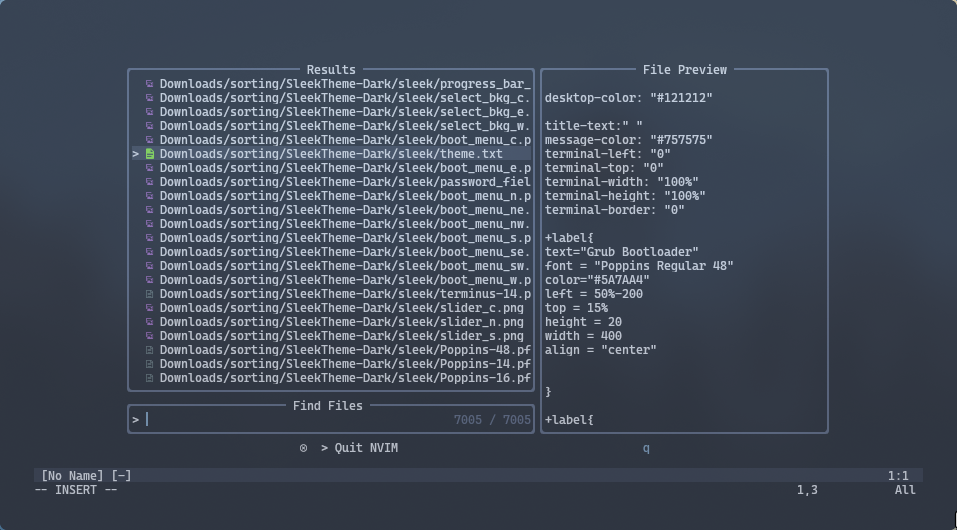 Results
Downloads/sorting/SleekTheme-Dark/sleek/progress_bar_
Downloads/sorting/SleekTheme-Dark/sleek/select_bkg_c.
Downloads/sorting/SleekTheme-Dark/sleek/select_bkg_e.
Downloads/sorting/SleekTheme-Dark/sleek/select_bkg_w.
Downloads/sorting/SleekTheme-Dark/sleek/boot_menu_c.p
> Downloads/sorting/SleekTheme-Dark/sleek/theme.txt
Downloads/sorting/SleekTheme-Dark/sleek/boot_menu_e.p
Downloads/sorting/SleekTheme-Dark/sleek/password_fiel
Downloads/sorting/SleekTheme-Dark/sleek/boot_menu_n.p
Downloads/sorting/SleekTheme-Dark/sleek/boot_menu_ne.
Downloads/sorting/SleekTheme-Dark/sleek/boot_menu_nw.
Downloads/sorting/SleekTheme-Dark/sleek/boot_menu_s.p
Downloads/sorting/SleekTheme-Dark/sleek/boot_menu_se.
Downloads/sorting/SleekTheme-Dark/sleek/boot_menu_sw.
Downloads/sorting/SleekTheme-Dark/sleek/boot_menu_w.p
Downloads/sorting/SleekTheme-Dark/sleek/terminus-14.p
Downloads/sorting/SleekTheme-Dark/sleek/slider_c.png
Downloads/sorting/SleekTheme-Dark/sleek/slider_n.png
Downloads/sorting/SleekTheme-Dark/sleek/slider_s.png
Downloads/sorting/SleekTheme-Dark/sleek/Poppins-48.pf
Downloads/sorting/SleekTheme-Dark/sleek/Poppins-14.pf
Downloads/sorting/SleekTheme-Dark/sleek/Poppins-16.pf
Find Files
> 7005 / 7005
File Preview
desktop-color: "#121212"
title-text:" "
message-color: "#757575"
terminal-left: "0"
terminal-top: "0"
terminal-width: "100%"
terminal-height: "100%"
terminal-border: "0"
+label{
text="Grub Bootloader"
font = "Poppins Regular 48"
color="#5A7AA4"
left = 50%-200
top = 15%
height = 20
width = 400
align = "center"
}
+label{
⊗ > Quit NVIM q
[No Name] [-] 1:1
-- INSERT -- 1,3 All